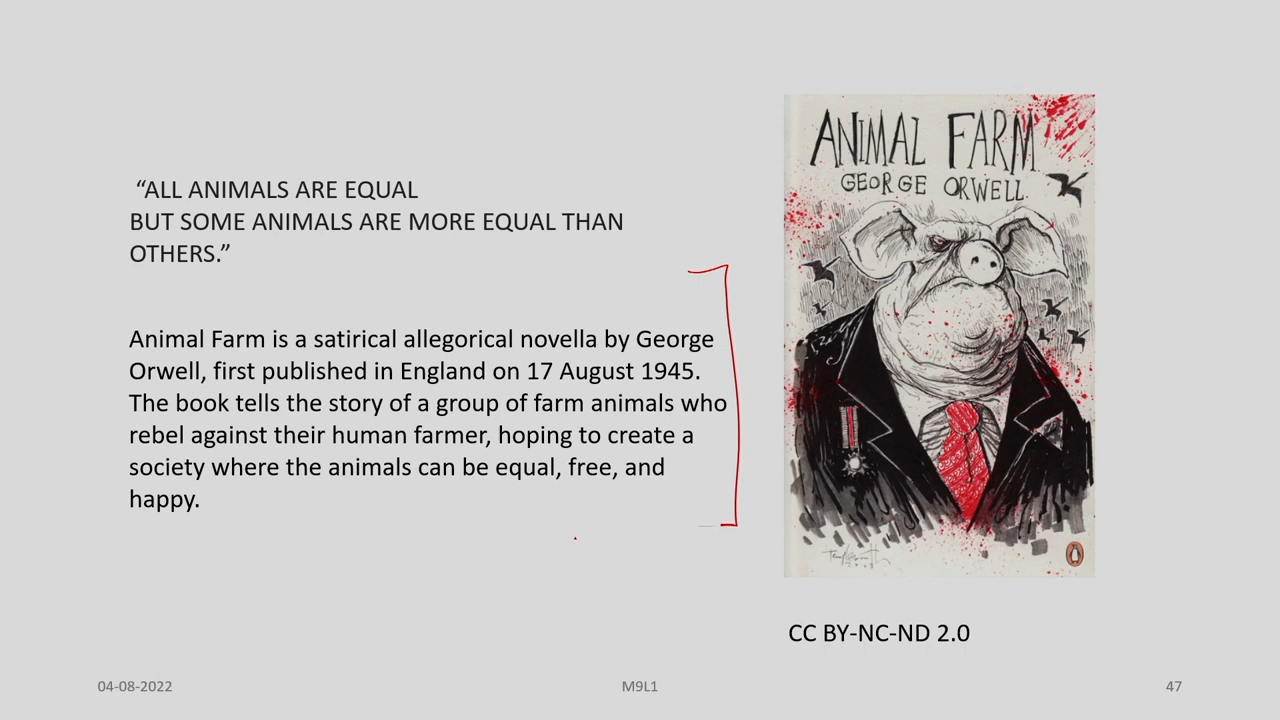 “ALL ANIMALS ARE EQUAL
BUT SOME ANIMALS ARE MORE EQUAL THAN
OTHERS.”
Animal Farm is a satirical allegorical novella by George
Orwell, first published in England on 17 August 1945.
The book tells the story of a group of farm animals who
rebel against their human farmer, hoping to create a
society where the animals can be equal, free, and
happy.
ANIMAL FARM
GEORGE ORWELL
CC BY-NC-ND 2.0
04-08-2022 M9L1 47